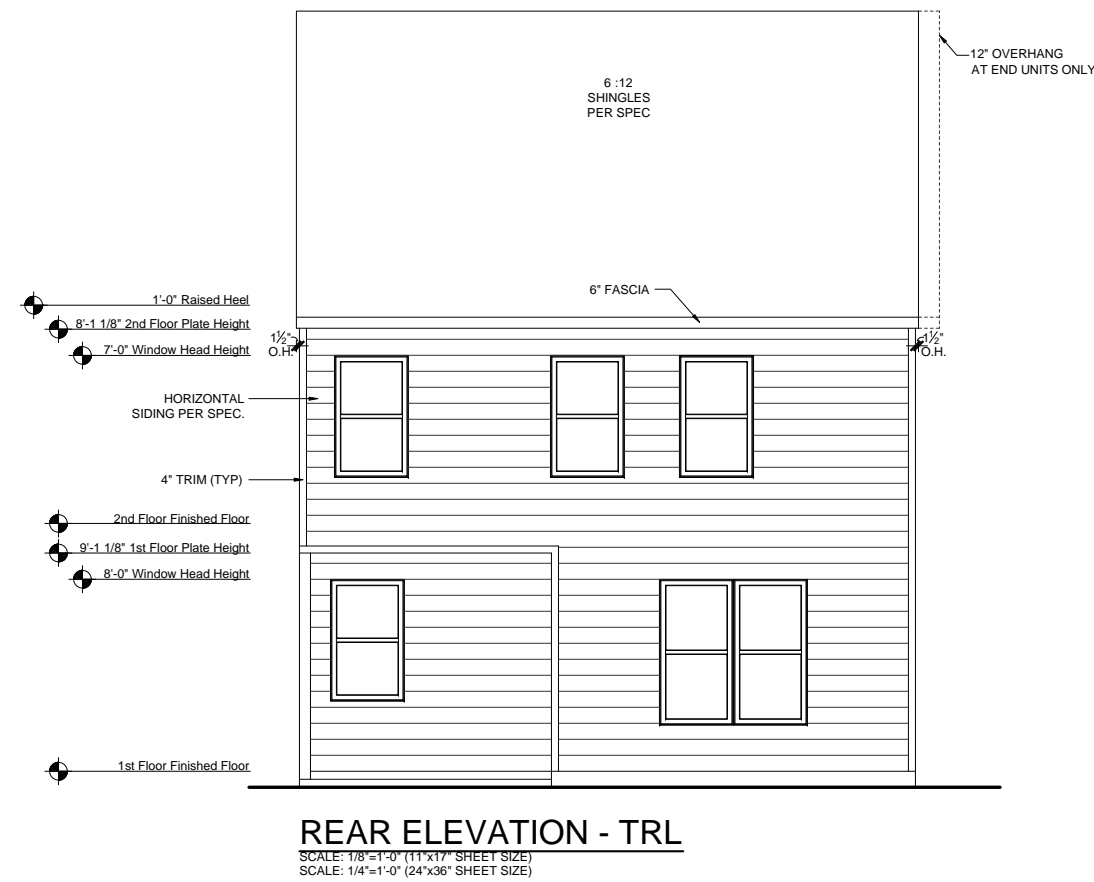 12" OVERHANG
AT END UNITS ONLY
6 :12
SHINGLES
PER SPEC
6" FASCIA
1'-0" Raised Heel
8'-1 1/8" 2nd Floor Plate Height
7'-0" Window Head Height
1½"
O.H.
1½"
O.H.
HORIZONTAL
SIDING PER SPEC.
4" TRIM (TYP)
2nd Floor Finished Floor
9'-1 1/8" 1st Floor Plate Height
8'-0" Window Head Height
1st Floor Finished Floor
REAR ELEVATION - TRL
SCALE: 1/8"=1'-0" (11"x17" SHEET SIZE)
SCALE: 1/4"=1'-0" (24"x36" SHEET SIZE)